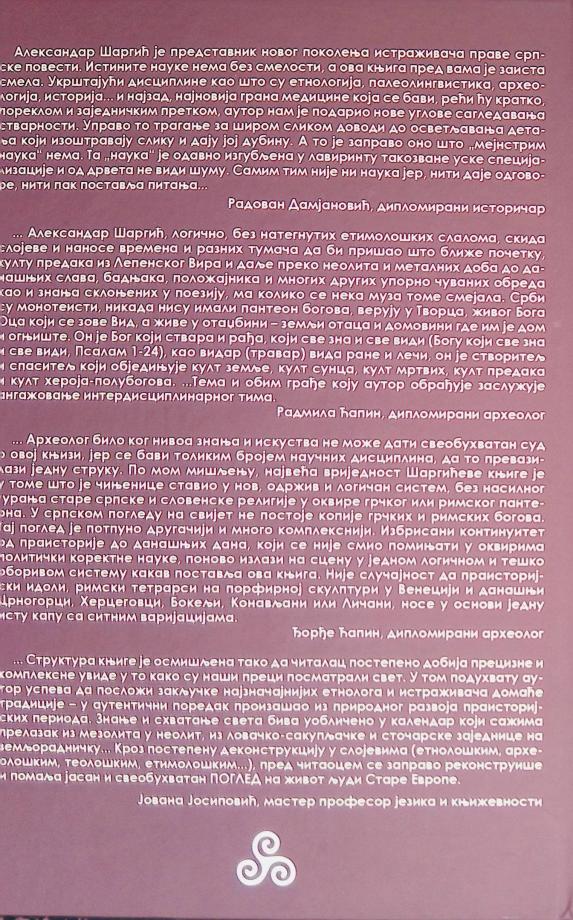 Александар Шаргић је представник новог поколења истраживача праве срп-
ске повести. Истините науке нема без смелости, а ова књига пред вама је заиста
смела. Укрштајући дисциплине као што су етнологија, палеолингвистика, архео-
логија, историја... и најзад, најновија грана медицине која се бави, рећи ћу кратко,
пореклом и заједничким претком, аутор нам је подарио нове углове сагледавања
стварности. Управо то трагање за широм сликом доводи до осветљавања дета-
ља који изоштравају слику и дају јој дубину. А то је заправо оно што „мејнстрим
наука“ нема. Та „наука“ је одавно изгубљена у лавиринту такозване уске специја-
лизације и од дрвета не види шуму. Самим тим није ни наука јер, нити даје одгово-
ре, нити пак поставља питања...
Радован Дамјановић, дипломирани историчар
... Александар Шаргић, логично, без натегнутих етимолошких слалома, скида
слојеве и наносе времена и разних тумача да би пришао што ближе почетку,
култу предака из Лепенског Вира и даље преко неолита и металних доба до да-
нашњих слава, бадњака, положајника и многих других упорно чуваних обреда
као и знања склоњених у поезију, ма колико се нека муза томе смејала. Срби
су монотеисти, никада нису имали пантеон богова, верују у Творца, живог Бога
Оца који се зове Вид, а живе у отаџбини – земљи отаца и домовини где им је дом
и огњиште. Он је Бог који ствара и рађа, који све зна и све види (Богу који све зна
и све види, Псалам 1-24), као видар (травар) вида ране и лечи, он је створитељ
и спаситељ који обједињује култ земље, култ сунца, култ мртвих, култ предака
и култ хероја-полубогова. ...Тема и обим грађе коју аутор обрађује заслужује
ангажовање интердисциплинарног тима.
Радмила Ћапин, дипломирани археолог
... Археолог било ког нивоа знања и искуства не може дати свеобухватан суд
о овој књизи, јер се бави толиким бројем научних дисциплина, да то превази-
лази једну струку. По мом мишљењу, највећа вриједност Шаргићеве књиге је
у томе што је чињенице ставио у нов, одржив и логичан систем, без насилног
гурања старе српске и словенске религије у оквире грчког или римског панте-
она. У српском погледу на свијет не постоје копије грчких и римских богова.
Тај поглед је потпуно другачији и много комплекснији. Избрисани континуитет
од праисторије до данашњих дана, који се није смио помињати у оквирима
политички коректне науке, поново излази на сцену у једном логичном и тешко
оборивом систему какав поставља ова књига. Није случајност да праисториј-
ски идоли, римски тетрарси на порфирној скулптури у Венецији и данашњи
Црногорци, Херцеговци, Бокељи, Конављани или Личани, носе у основи једну
исту капу са ситним варијацијама.
Ђорђе Ћапин, дипломирани археолог
... Структура књиге је осмишљена тако да читалац постепено добија прецизне и
комплексне увиде у то како су наши преци посматрали свет. У том подухвату ау-
тор успева да посложи закључке најзначајнијих етнолога и истраживача домаће
традиције – у аутентични поредак произашао из природног развоја праисториј-
ских периода. Знање и схватање света бива уобличено у календар који сажима
прелазак из мезолита у неолит, из ловачко-сакупљачке и сточарске заједнице на
земљорадничку... Кроз постепену деконструкцију у слојевима (етнолошким, архе-
олошким, теолошким, етимолошким...), пред читаоцем се заправо реконструише
и помаља јасан и свеобухватан ПОГЛЕД на живот људи Старе Европе.
Јована Јосиповић, мастер професор језика и књижевности